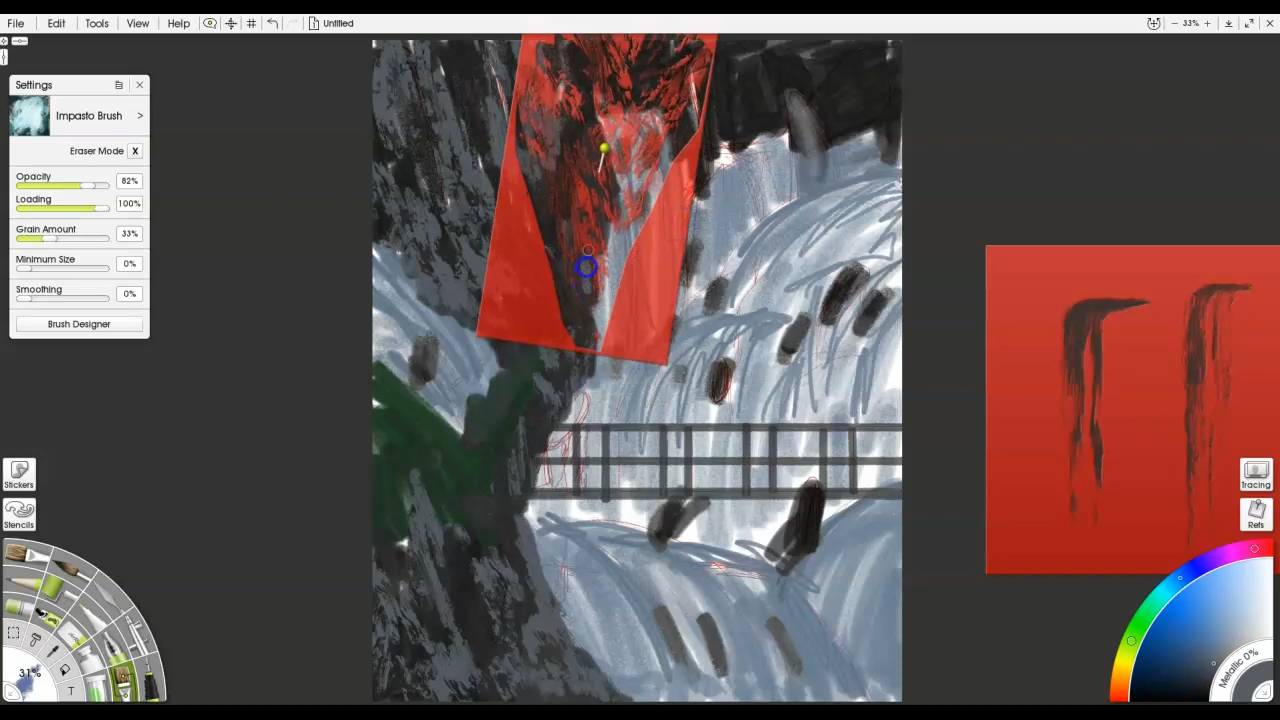 File Edit Tools View Help Untitled 33%
Settings
Impasto Brush >
Eraser Mode X
Opacity 82%
Loading 100%
Grain Amount 33%
Minimum Size 0%
Smoothing 0%
Brush Designer
Stickers
Stencils
Tracing
Refs
31%
T
Metallic 0%